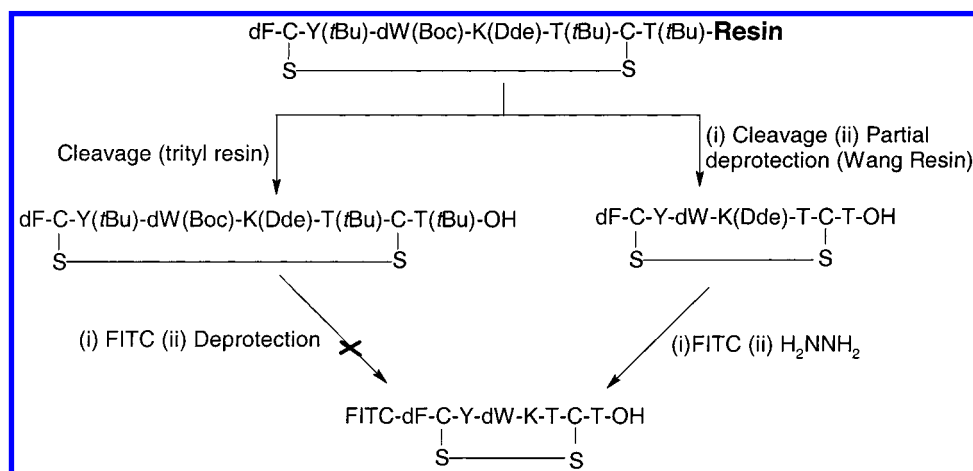 dF-C-Y(tBu)-dW(Boc)-K(Dde)-T(tBu)-C-T(tBu)-Resin
S S
Cleavage (trityl resin)
(i) Cleavage (ii) Partial
deprotection (Wang Resin)
dF-C-Y(tBu)-dW(Boc)-K(Dde)-T(tBu)-C-T(tBu)-OH
S S
dF-C-Y-dW-K(Dde)-T-C-T-OH
S S
(i) FITC (ii) Deprotection
(i)FITC (ii) H₂NNH₂
FITC-dF-C-Y-dW-K-T-C-T-OH
S S